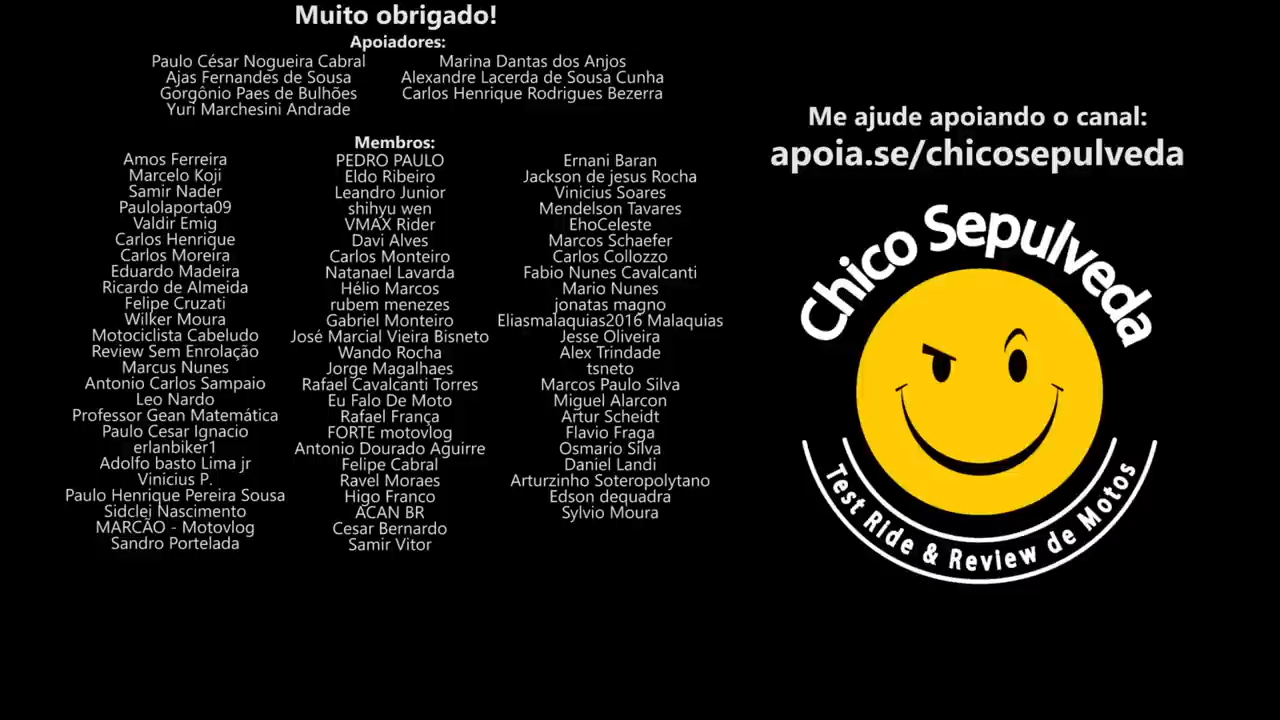 Muito obrigado!
Apoiadores:
Paulo César Nogueira Cabral
Ajas Fernandes de Sousa
Gorgônio Paes de Bulhões
Yuri Marchesini Andrade
Marina Dantas dos Anjos
Alexandre Lacerda de Sousa Cunha
Carlos Henrique Rodrigues Bezerra
Membros:
Amos Ferreira
Marcelo Koji
Samir Nader
Paulolaporta09
Valdir Emig
Carlos Henrique
Carlos Moreira
Eduardo Madeira
Ricardo de Almeida
Felipe Cruzati
Wilker Moura
Motociclista Cabeludo
Review Sem Enrolação
Marcus Nunes
Antonio Carlos Sampaio
Leo Nardo
Professor Gean Matemática
Paulo Cesar Ignacio
erlanbiker1
Adolfo basto Lima jr
Vinicius P.
Paulo Henrique Pereira Sousa
Sidclei Nascimento
MARCÃO - Motovlog
Sandro Portelada
PEDRO PAULO
Eldo Ribeiro
Leandro Junior
shihyu wen
VMAX Rider
Davi Alves
Carlos Monteiro
Natanael Lavarda
Hélio Marcos
rubem menezes
Gabriel Monteiro
José Marcial Vieira Bisneto
Wando Rocha
Jorge Magalhaes
Rafael Cavalcanti Torres
Eu Falo De Moto
Rafael França
FORTE motovlog
Antonio Dourado Aguirre
Felipe Cabral
Ravel Moraes
Higo Franco
ACAN BR
Cesar Bernardo
Samir Vitor
Ernani Baran
Jackson de jesus Rocha
Vinicius Soares
Mendelson Tavares
EhoCeleste
Marcos Schaefer
Carlos Collozzo
Fabio Nunes Cavalcanti
Mario Nunes
jonatas magno
Eliasmalaquias2016 Malaquias
Jesse Oliveira
Alex Trindade
tsneto
Marcos Paulo Silva
Miguel Alarcon
Artur Scheidt
Flavio Fraga
Osmario Silva
Daniel Landi
Arturzinho Soteropolytano
Edson dequadra
Sylvio Moura
Me ajude apoiando o canal:
apoia.se/chicosepulveda
Chico Sepulveda
Test Ride & Review de Motos